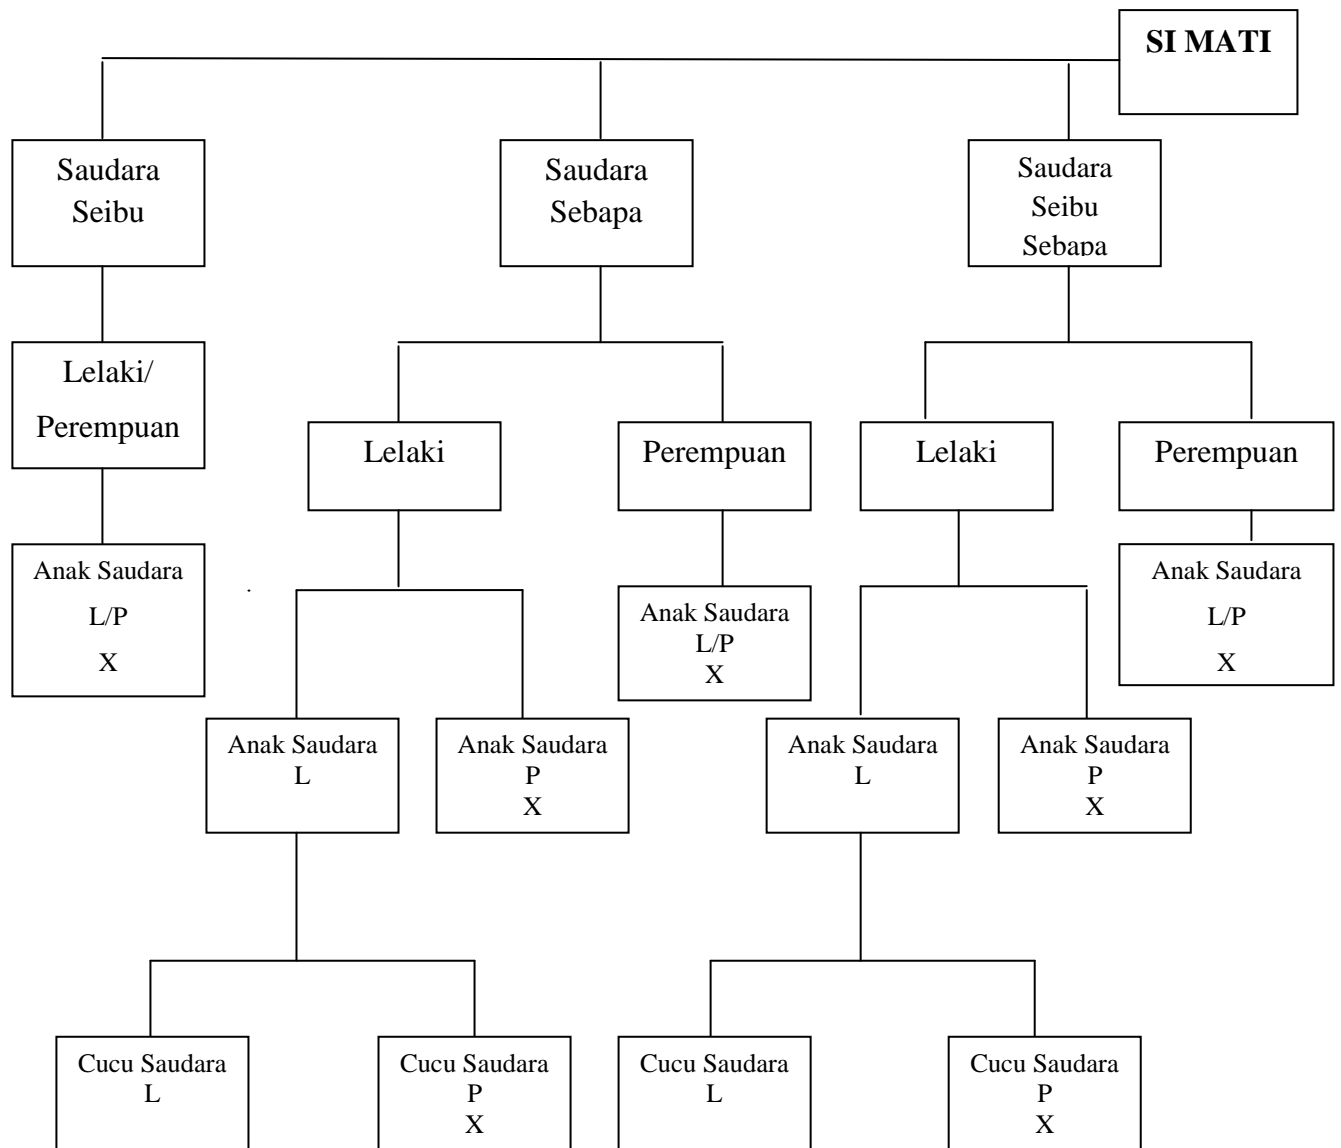 SI MATI
Saudara
Seibu
Saudara
Sebapa
Saudara
Seibu
Sebapa
Lelaki/
Perempuan
Lelaki
Perempuan
Lelaki
Perempuan
Anak Saudara
L/P
X
Anak Saudara
L/P
X
Anak Saudara
L/P
X
Anak Saudara
L
Anak Saudara
P
X
Anak Saudara
L
Anak Saudara
P
X
Cucu Saudara
L
Cucu Saudara
P
X
Cucu Saudara
L
Cucu Saudara
P
X